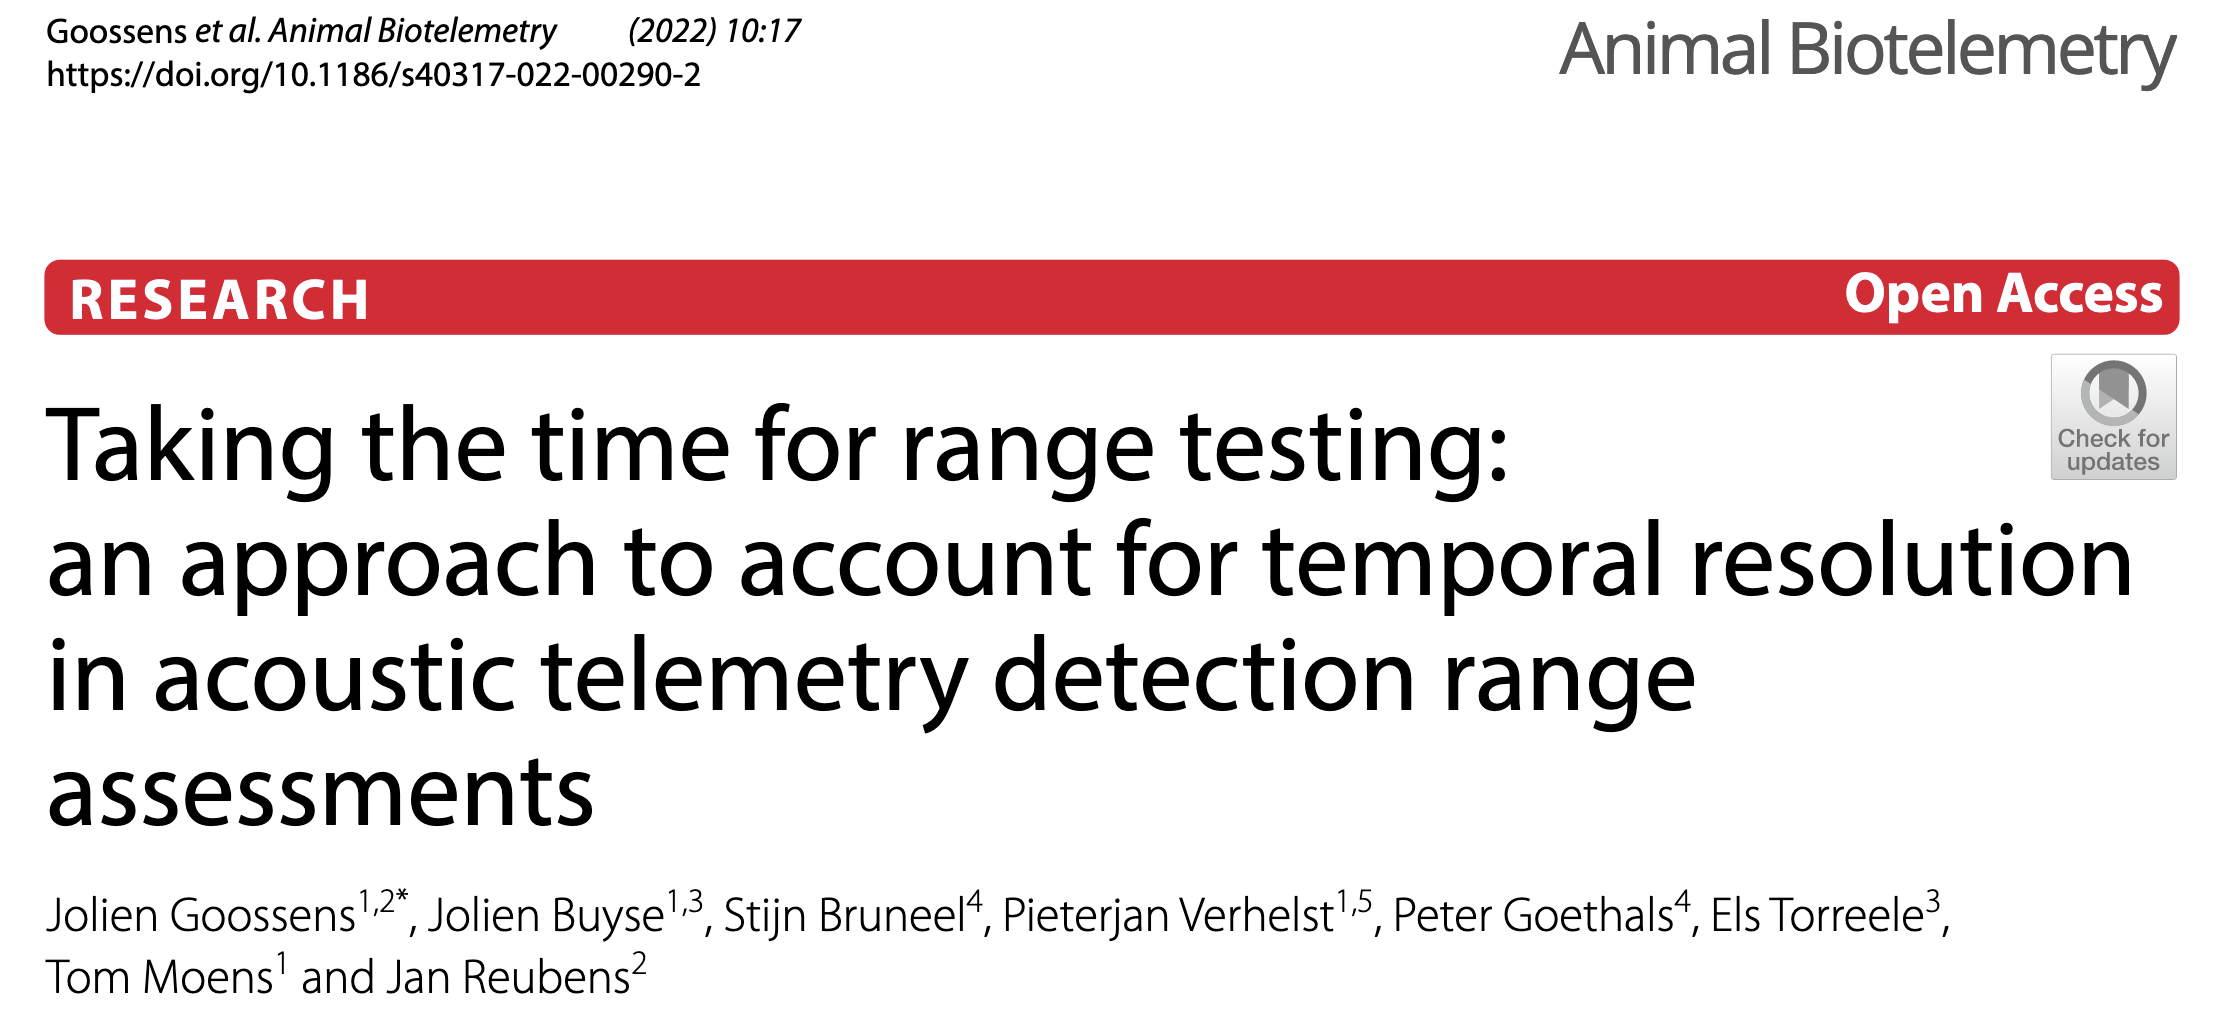 Goossens et al. Animal Biotelemetry (2022) 10:17
https://doi.org/10.1186/s40317-022-00290-2
Animal Biotelemetry
RESEARCH
Open Access
Check for
updates
Taking the time for range testing:
an approach to account for temporal resolution
in acoustic telemetry detection range
assessments
Jolien Goossens1,2*, Jolien Buyse1,3, Stijn Bruneel4, Pieterjan Verhelst1,5, Peter Goethals4, Els Torreele3,
Tom Moens1 and Jan Reubens2